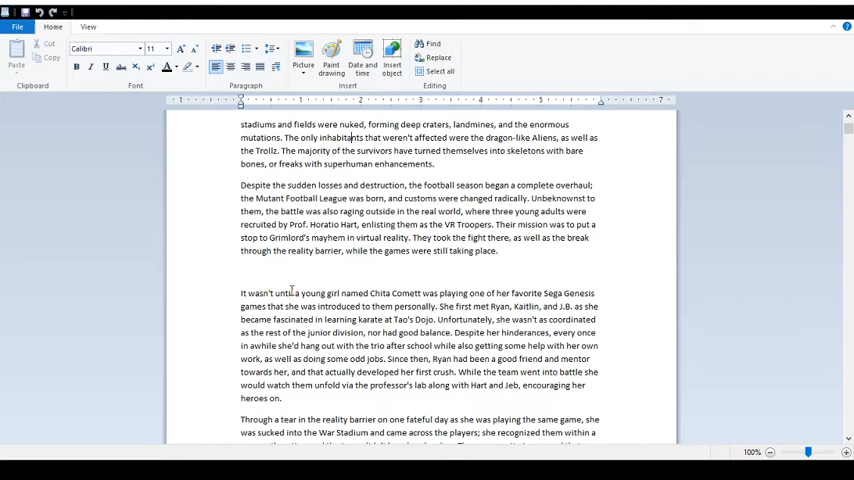 File Home View
Cut
Copy
Paste
Clipboard
Calibri 11
Font
Paragraph
Picture
Paint drawing
Date and time
Insert object
Insert
Find
Replace
Select all
Editing
1 1 2 3 4 5 6 7
stadiums and fields were nuked, forming deep craters, landmines, and the enormous
mutations. The only inhabitants that weren't affected were the dragon-like Aliens, as well as
the Trollz. The majority of the survivors have turned themselves into skeletons with bare
bones, or freaks with superhuman enhancements.
Despite the sudden losses and destruction, the football season began a complete overhaul;
the Mutant Football League was born, and customs were changed radically. Unbeknownst to
them, the battle was also raging outside in the real world, where three young adults were
recruited by Prof. Horatio Hart, enlisting them as the VR Troopers. Their mission was to put a
stop to Grimlord's mayhem in virtual reality. They took the fight there, as well as the break
through the reality barrier, while the games were still taking place.
It wasn't until a young girl named Chita Comett was playing one of her favorite Sega Genesis
games that she was introduced to them personally. She first met Ryan, Kaitlin, and J.B. as she
became fascinated in learning karate at Tao's Dojo. Unfortunately, she wasn't as coordinated
as the rest of the junior division, nor had good balance. Despite her hinderances, every once
in awhile she'd hang out with the trio after school while also getting some help with her own
work, as well as doing some odd jobs. Since then, Ryan had been a good friend and mentor
towards her, and that actually developed her first crush. While the team went into battle she
would watch them unfold via the professor's lab along with Hart and Jeb, encouraging her
heroes on.
Through a tear in the reality barrier on one fateful day as she was playing the same game, she
was sucked into the War Stadium and came across the players; she recognized them within a
100%